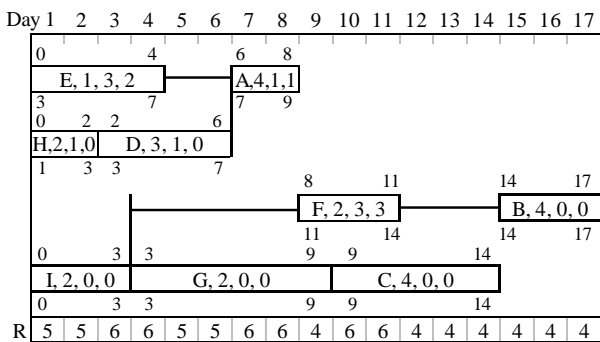 Day 1 2 3 4 5 6 7 8 9 10 11 12 13 14 15 16 17
0 4 6 8
E, 1, 3, 2 A,4,1,1
3 7 7 9
0 2 2 6
H,2,1,0 D, 3, 1, 0
1 3 3 7
8 11 14 17
F, 2, 3, 3 B, 4, 0, 0
11 14 14 17
0 3 3 9 9 14
I, 2, 0, 0 G, 2, 0, 0 C, 4, 0, 0
0 3 3 9 9 14
R 5 5 6 6 5 5 6 6 4 6 6 4 4 4 4 4 4